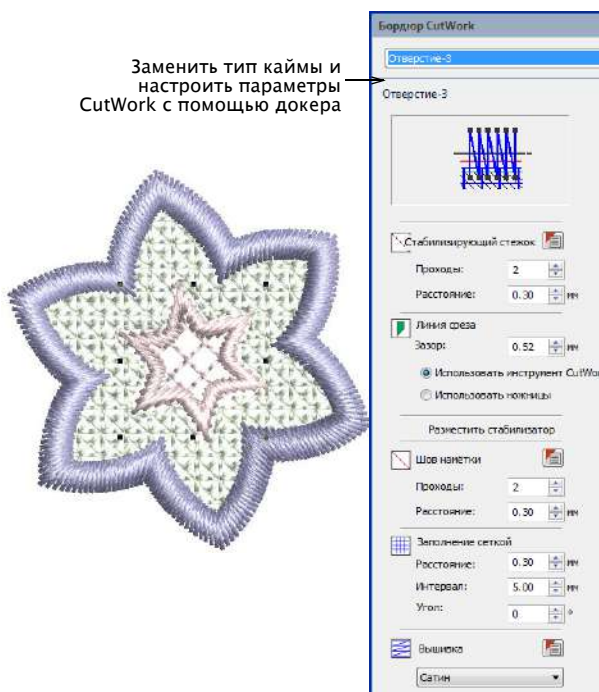 Заменить тип каймы и
настроить параметры
CutWork с помощью докера
Бордюр CutWork
Отверстие-3
Отверстие-3
Стабилизирующий стежок
Проходы: 2
Расстояние: 0.30 мм
Линия среза
Зазор: 0.52 мм
Использовать инструмент CutWor
Использовать ножницы
Разместить стабилизатор
Шов наметки
Проходы: 2
Расстояние: 0.30 мм
Заполнение сеткой
Расстояние: 0.30 мм
Интервал: 5.00 мм
Угол: 0 °
Вышивка
Сатин